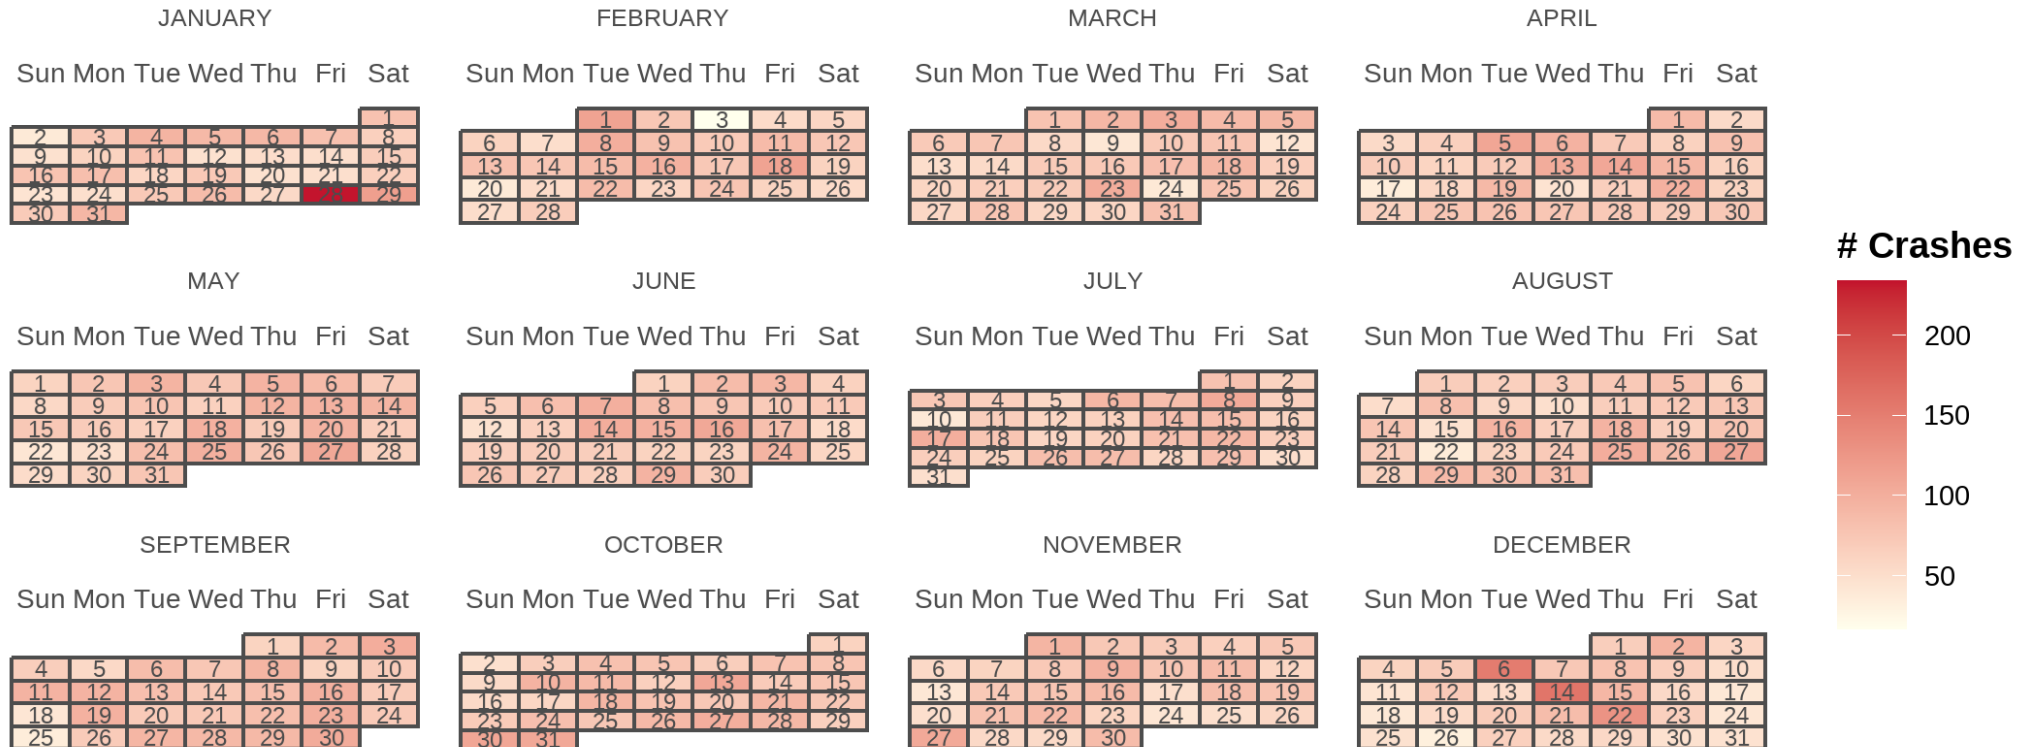 JANUARY
Sun Mon Tue Wed Thu Fri Sat
1
2 3 4 5 6 7 8
9 10 11 12 13 14 15
16 17 18 19 20 21 22
23 24 25 26 27 29
30 31
FEBRUARY
Sun Mon Tue Wed Thu Fri Sat
1 2 3 4 5
6 7 8 9 10 11 12
13 14 15 16 17 18 19
20 21 22 23 24 25 26
27 28
MARCH
Sun Mon Tue Wed Thu Fri Sat
1 2 3 4 5
6 7 8 9 10 11 12
13 14 15 16 17 18 19
20 21 22 23 24 25 26
27 28 29 30 31
APRIL
Sun Mon Tue Wed Thu Fri Sat
1 2
3 4 5 6 7 8 9
10 11 12 13 14 15 16
17 18 19 20 21 22 23
24 25 26 27 28 29 30
MAY
Sun Mon Tue Wed Thu Fri Sat
1 2 3 4 5 6 7
8 9 10 11 12 13 14
15 16 17 18 19 20 21
22 23 24 25 26 27 28
29 30 31
JUNE
Sun Mon Tue Wed Thu Fri Sat
1 2 3 4
5 6 7 8 9 10 11
12 13 14 15 16 17 18
19 20 21 22 23 24 25
26 27 28 29 30
JULY
Sun Mon Tue Wed Thu Fri Sat
1 2
3 4 5 6 7 8 9
10 11 12 13 14 15 16
17 18 19 20 21 22 23
24 25 26 27 28 29 30
31
AUGUST
Sun Mon Tue Wed Thu Fri Sat
1 2 3 4 5 6
7 8 9 10 11 12 13
14 15 16 17 18 19 20
21 22 23 24 25 26 27
28 29 30 31
SEPTEMBER
Sun Mon Tue Wed Thu Fri Sat
1 2 3
4 5 6 7 8 9 10
11 12 13 14 15 16 17
18 19 20 21 22 23 24
25 26 27 28 29 30
OCTOBER
Sun Mon Tue Wed Thu Fri Sat
1
2 3 4 5 6 7 8
9 10 11 12 13 14 15
16 17 18 19 20 21 22
23 24 25 26 27 28 29
30 31
NOVEMBER
Sun Mon Tue Wed Thu Fri Sat
1 2 3 4 5
6 7 8 9 10 11 12
13 14 15 16 17 18 19
20 21 22 23 24 25 26
27 28 29 30
DECEMBER
Sun Mon Tue Wed Thu Fri Sat
1 2 3
4 5 6 7 8 9 10
11 12 13 14 15 16 17
18 19 20 21 22 23 24
25 26 27 28 29 30 31
# Crashes
200
150
100
50